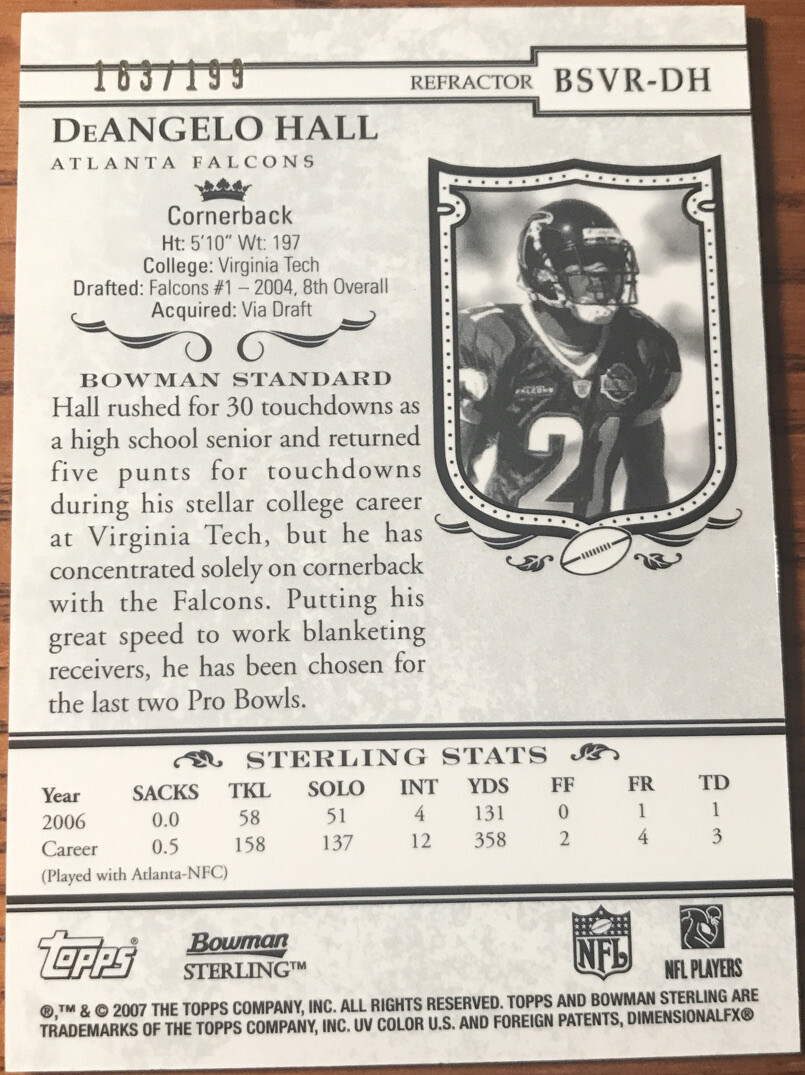 163/199
REFRACTOR BSVR-DH
DEANGELO HALL
ATLANTA FALCONS
Cornerback
Ht: 5'10" Wt: 197
College: Virginia Tech
Drafted: Falcons #1 – 2004, 8th Overall
Acquired: Via Draft
BOWMAN STANDARD
Hall rushed for 30 touchdowns as
a high school senior and returned
five punts for touchdowns
during his stellar college career
at Virginia Tech, but he has
concentrated solely on cornerback
with the Falcons. Putting his
great speed to work blanketing
receivers, he has been chosen for
the last two Pro Bowls.
FALCONS
21
STERLING STATS
Year SACKS TKL SOLO INT YDS FF FR TD
2006 0.0 58 51 4 131 0 1 1
Career 0.5 158 137 12 358 2 4 3
(Played with Atlanta-NFC)
Topps® Bowman STERLING™ NFL NFL PLAYERS
®,™ & © 2007 THE TOPPS COMPANY, INC. ALL RIGHTS RESERVED. TOPPS AND BOWMAN STERLING ARE
TRADEMARKS OF THE TOPPS COMPANY, INC. UV COLOR U.S. AND FOREIGN PATENTS, DIMENSIONALFX®